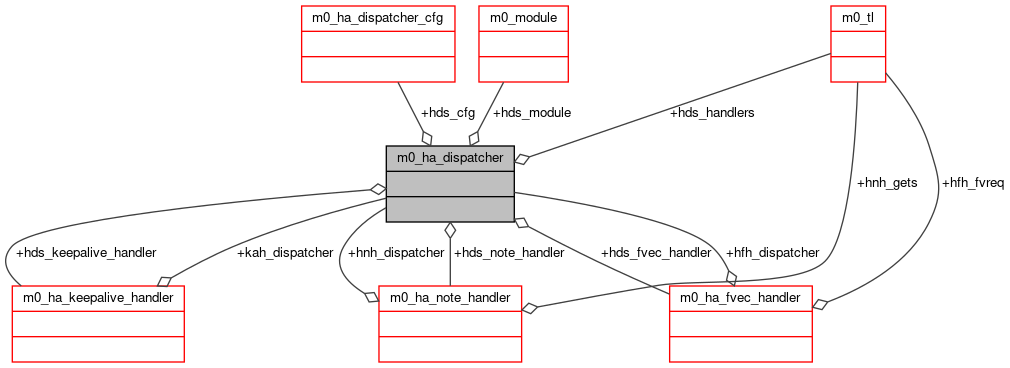 m0_ha_dispatcher_cfg
m0_module
m0_tl
+hds_cfg
+hds_module
+hds_handlers
m0_ha_dispatcher
+hnh_gets
+hfh_fvreq
+hds_keepalive_handler
+kah_dispatcher
+hnh_dispatcher
+hds_note_handler
+hds_fvec_handler
+hfh_dispatcher
m0_ha_keepalive_handler
m0_ha_note_handler
m0_ha_fvec_handler